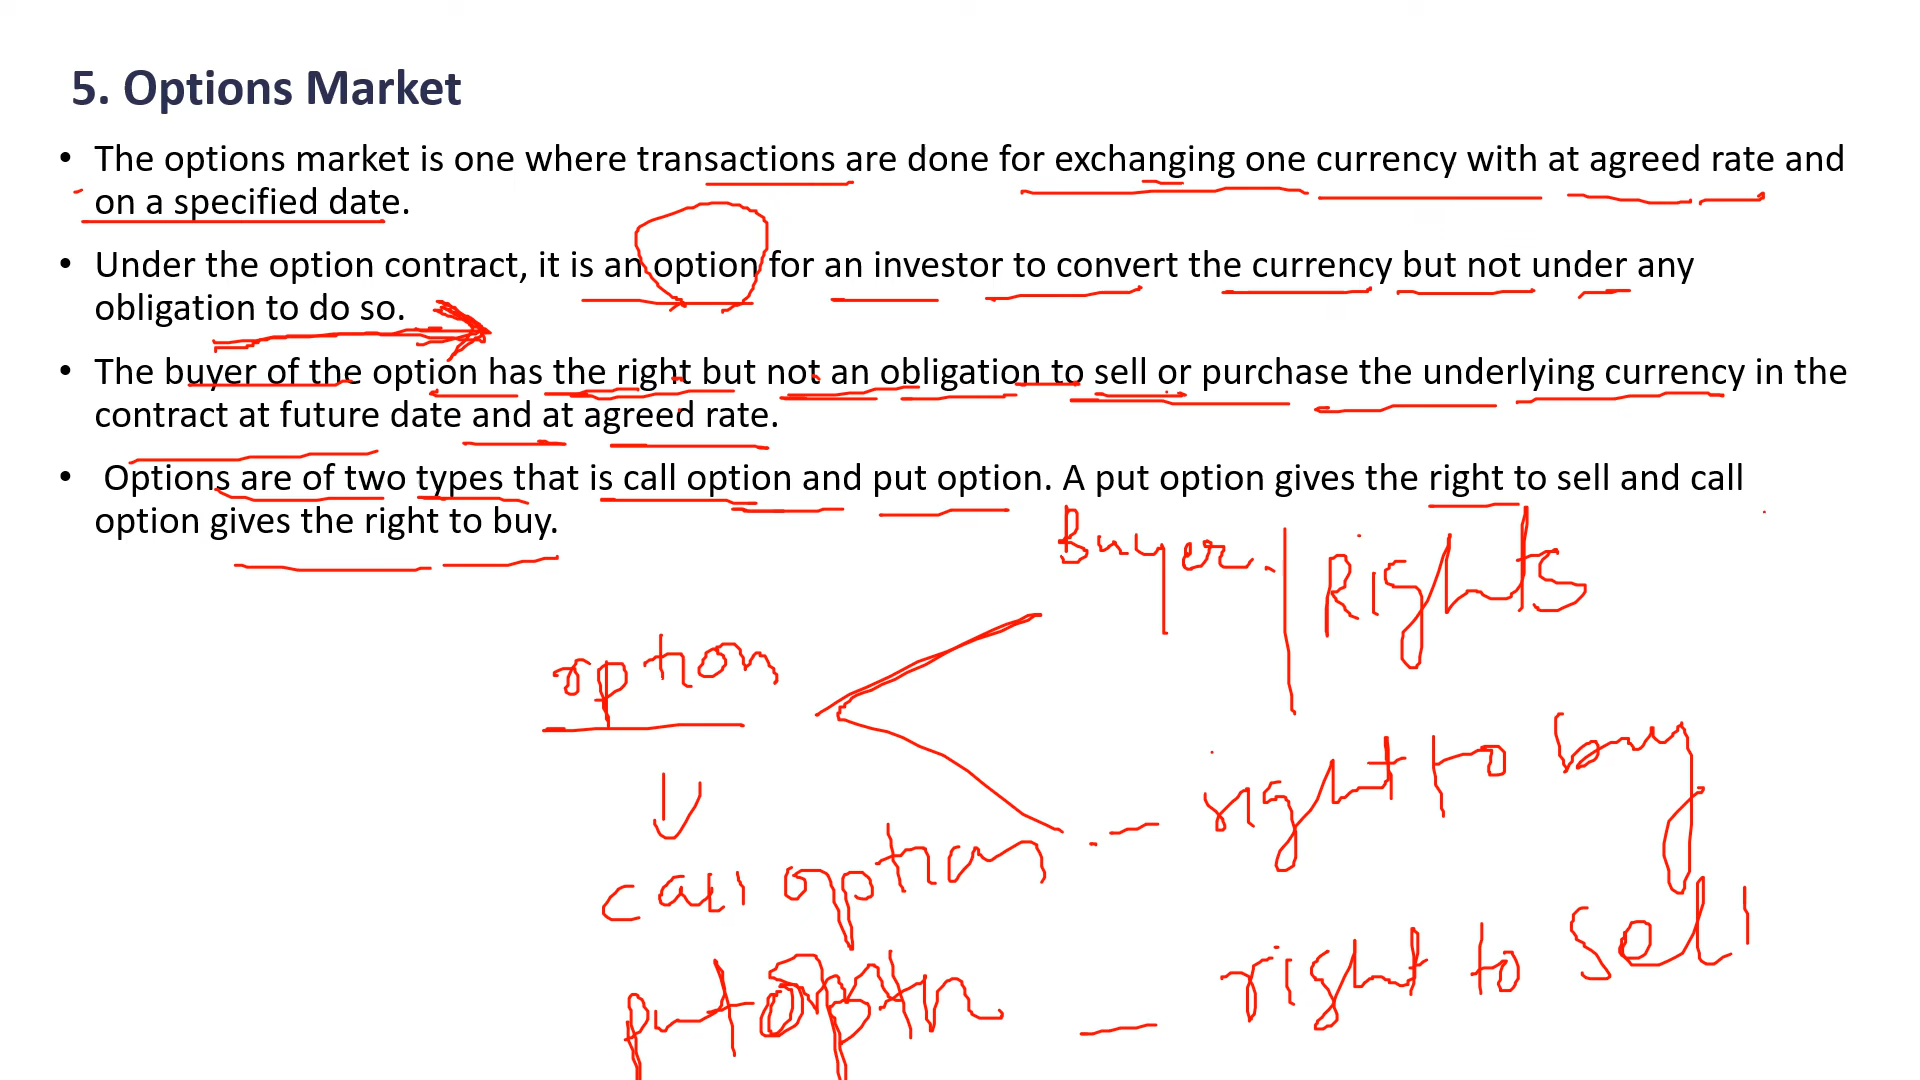 5. Options Market
• The options market is one where transactions are done for exchanging one currency with at agreed rate and
on a specified date.
• Under the option contract, it is an option for an investor to convert the currency but not under any
obligation to do so.
• The buyer of the option has the right but not an obligation to sell or purchase the underlying currency in the
contract at future date and at agreed rate.
• Options are of two types that is call option and put option. A put option gives the right to sell and call
option gives the right to buy.
Buyer. | Rights
option
call option — right to buy
put optn — right to sell